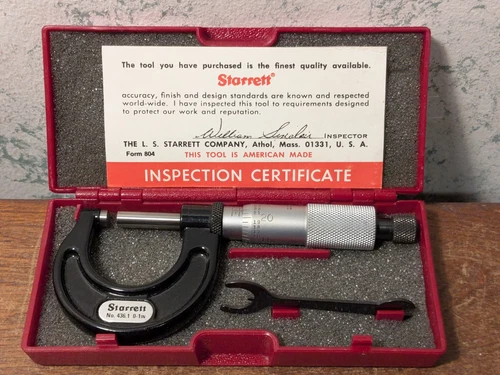 The tool you have purchased is the finest quality available.
Starrett®
accuracy, finish and design standards are known and respected
world-wide. I have inspected this tool to requirements designed
to protect our work and reputation.
William Sinclair INSPECTOR
THE L. S. STARRETT COMPANY, Athol, Mass. 01331, U. S. A.
Form 804
THIS TOOL IS AMERICAN MADE
INSPECTION CERTIFICATE
Starrett
No. 436.1 0-1in